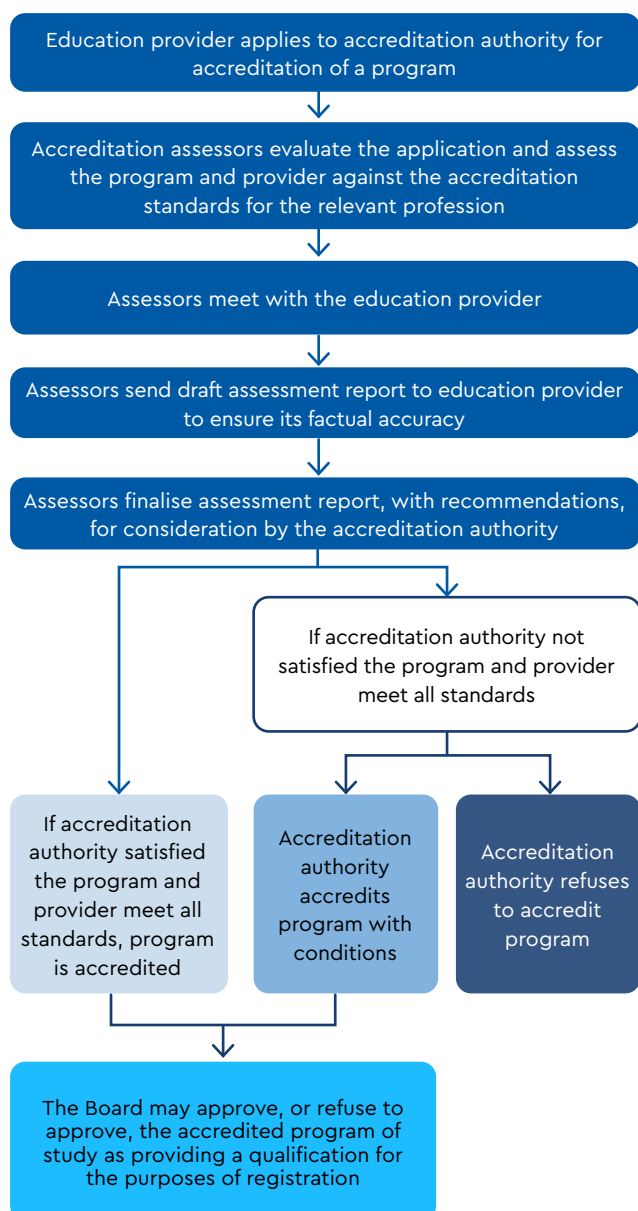 Education provider applies to accreditation authority for
accreditation of a program
Accreditation assessors evaluate the application and assess
the program and provider against the accreditation
standards for the relevant profession
Assessors meet with the education provider
Assessors send draft assessment report to education provider
to ensure its factual accuracy
Assessors finalise assessment report, with recommendations,
for consideration by the accreditation authority
If accreditation authority not
satisfied the program and provider
meet all standards
If accreditation
authority satisfied
the program and
provider meet all
standards, program
is accredited
Accreditation
authority
accredits
program with
conditions
Accreditation
authority refuses
to accredit
program
The Board may approve, or refuse to
approve, the accredited program of
study as providing a qualification for
the purposes of registration